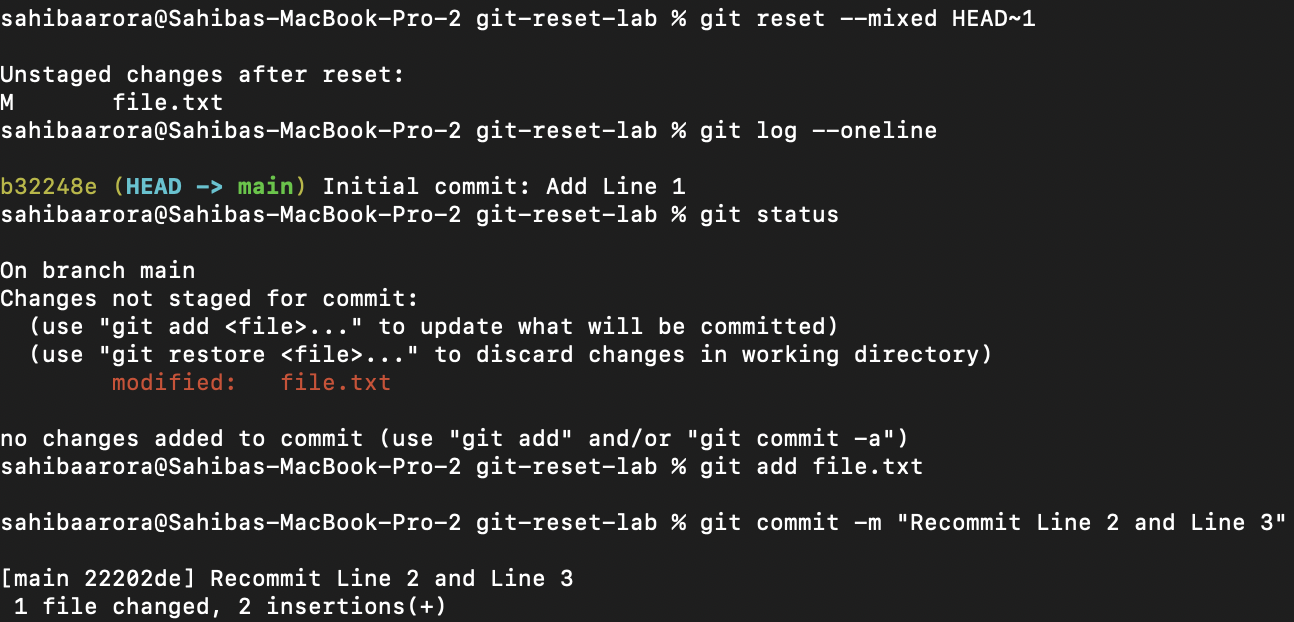 sahibaarora@Sahibas-MacBook-Pro-2 git-reset-lab % git reset --mixed HEAD~1
Unstaged changes after reset:
M       file.txt
sahibaarora@Sahibas-MacBook-Pro-2 git-reset-lab % git log --oneline
b32248e (HEAD -> main) Initial commit: Add Line 1
sahibaarora@Sahibas-MacBook-Pro-2 git-reset-lab % git status
On branch main
Changes not staged for commit:
  (use "git add <file>..." to update what will be committed)
  (use "git restore <file>..." to discard changes in working directory)
        modified:   file.txt
no changes added to commit (use "git add" and/or "git commit -a")
sahibaarora@Sahibas-MacBook-Pro-2 git-reset-lab % git add file.txt
sahibaarora@Sahibas-MacBook-Pro-2 git-reset-lab % git commit -m "Recommit Line 2 and Line 3"
[main 22202de] Recommit Line 2 and Line 3
 1 file changed, 2 insertions(+)